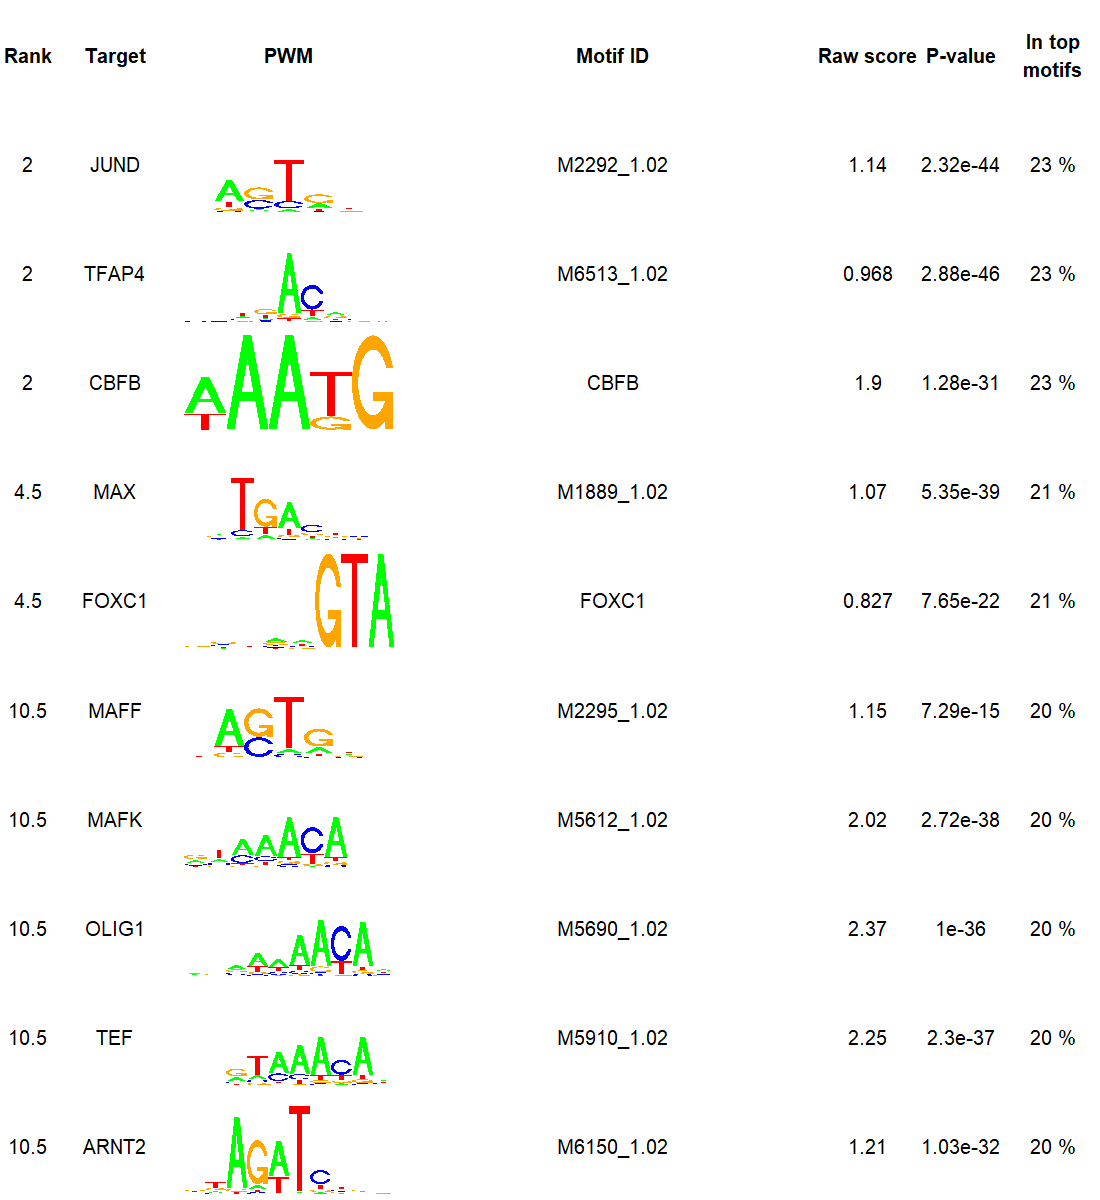 Rank Target PWM Motif ID Raw score P-value In top motifs
2 JUND M2292_1.02 1.14 2.32e-44 23 %
2 TFAP4 M6513_1.02 0.968 2.88e-46 23 %
2 CBFB CBFB 1.9 1.28e-31 23 %
4.5 MAX M1889_1.02 1.07 5.35e-39 21 %
4.5 FOXC1 FOXC1 0.827 7.65e-22 21 %
10.5 MAFF M2295_1.02 1.15 7.29e-15 20 %
10.5 MAFK M5612_1.02 2.02 2.72e-38 20 %
10.5 OLIG1 M5690_1.02 2.37 1e-36 20 %
10.5 TEF M5910_1.02 2.25 2.3e-37 20 %
10.5 ARNT2 M6150_1.02 1.21 1.03e-32 20 %